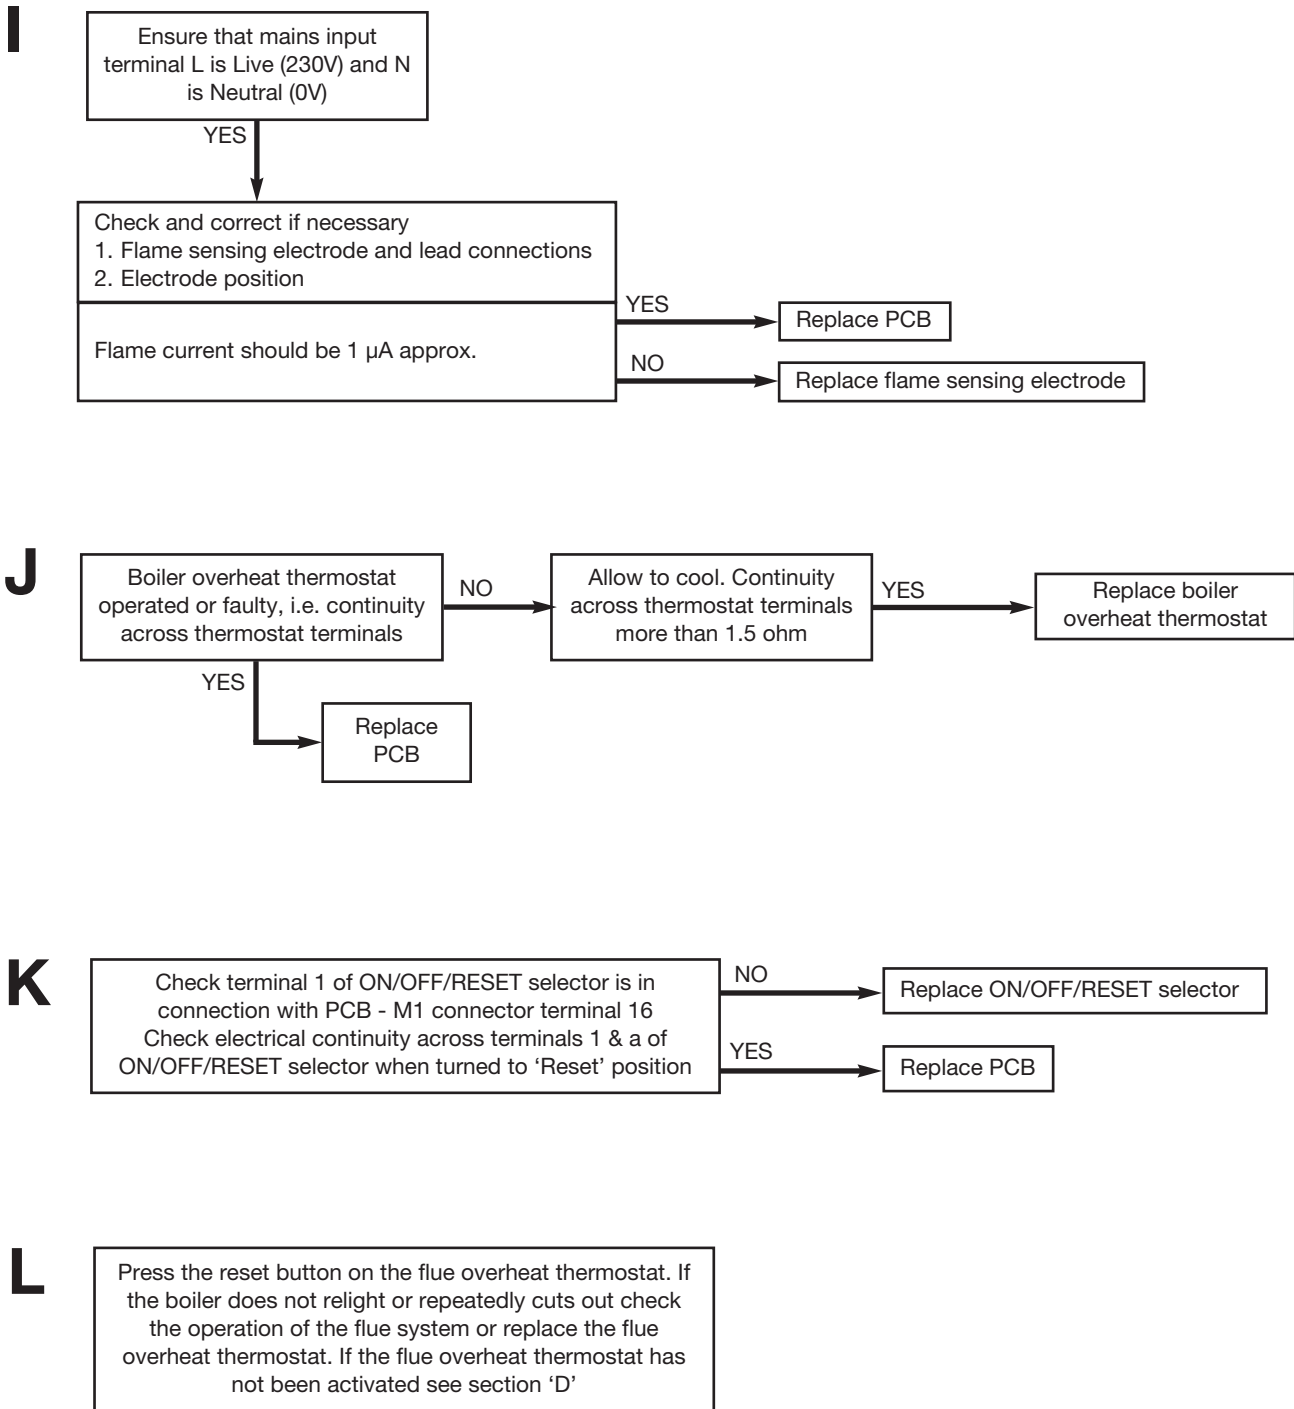 I
Ensure that mains input
terminal L is Live (230V) and N
is Neutral (0V)
YES
Check and correct if necessary
1. Flame sensing electrode and lead connections
2. Electrode position
Flame current should be 1 µA approx.
YES
Replace PCB
NO
Replace flame sensing electrode
J
Boiler overheat thermostat
operated or faulty, i.e. continuity
across thermostat terminals
NO
Allow to cool. Continuity
across thermostat terminals
more than 1.5 ohm
YES
Replace boiler
overheat thermostat
YES
Replace
PCB
K
Check terminal 1 of ON/OFF/RESET selector is in
connection with PCB - M1 connector terminal 16
Check electrical continuity across terminals 1 & a of
ON/OFF/RESET selector when turned to ‘Reset’ position
NO
Replace ON/OFF/RESET selector
YES
Replace PCB
L
Press the reset button on the flue overheat thermostat. If
the boiler does not relight or repeatedly cuts out check
the operation of the flue system or replace the flue
overheat thermostat. If the flue overheat thermostat has
not been activated see section ‘D’